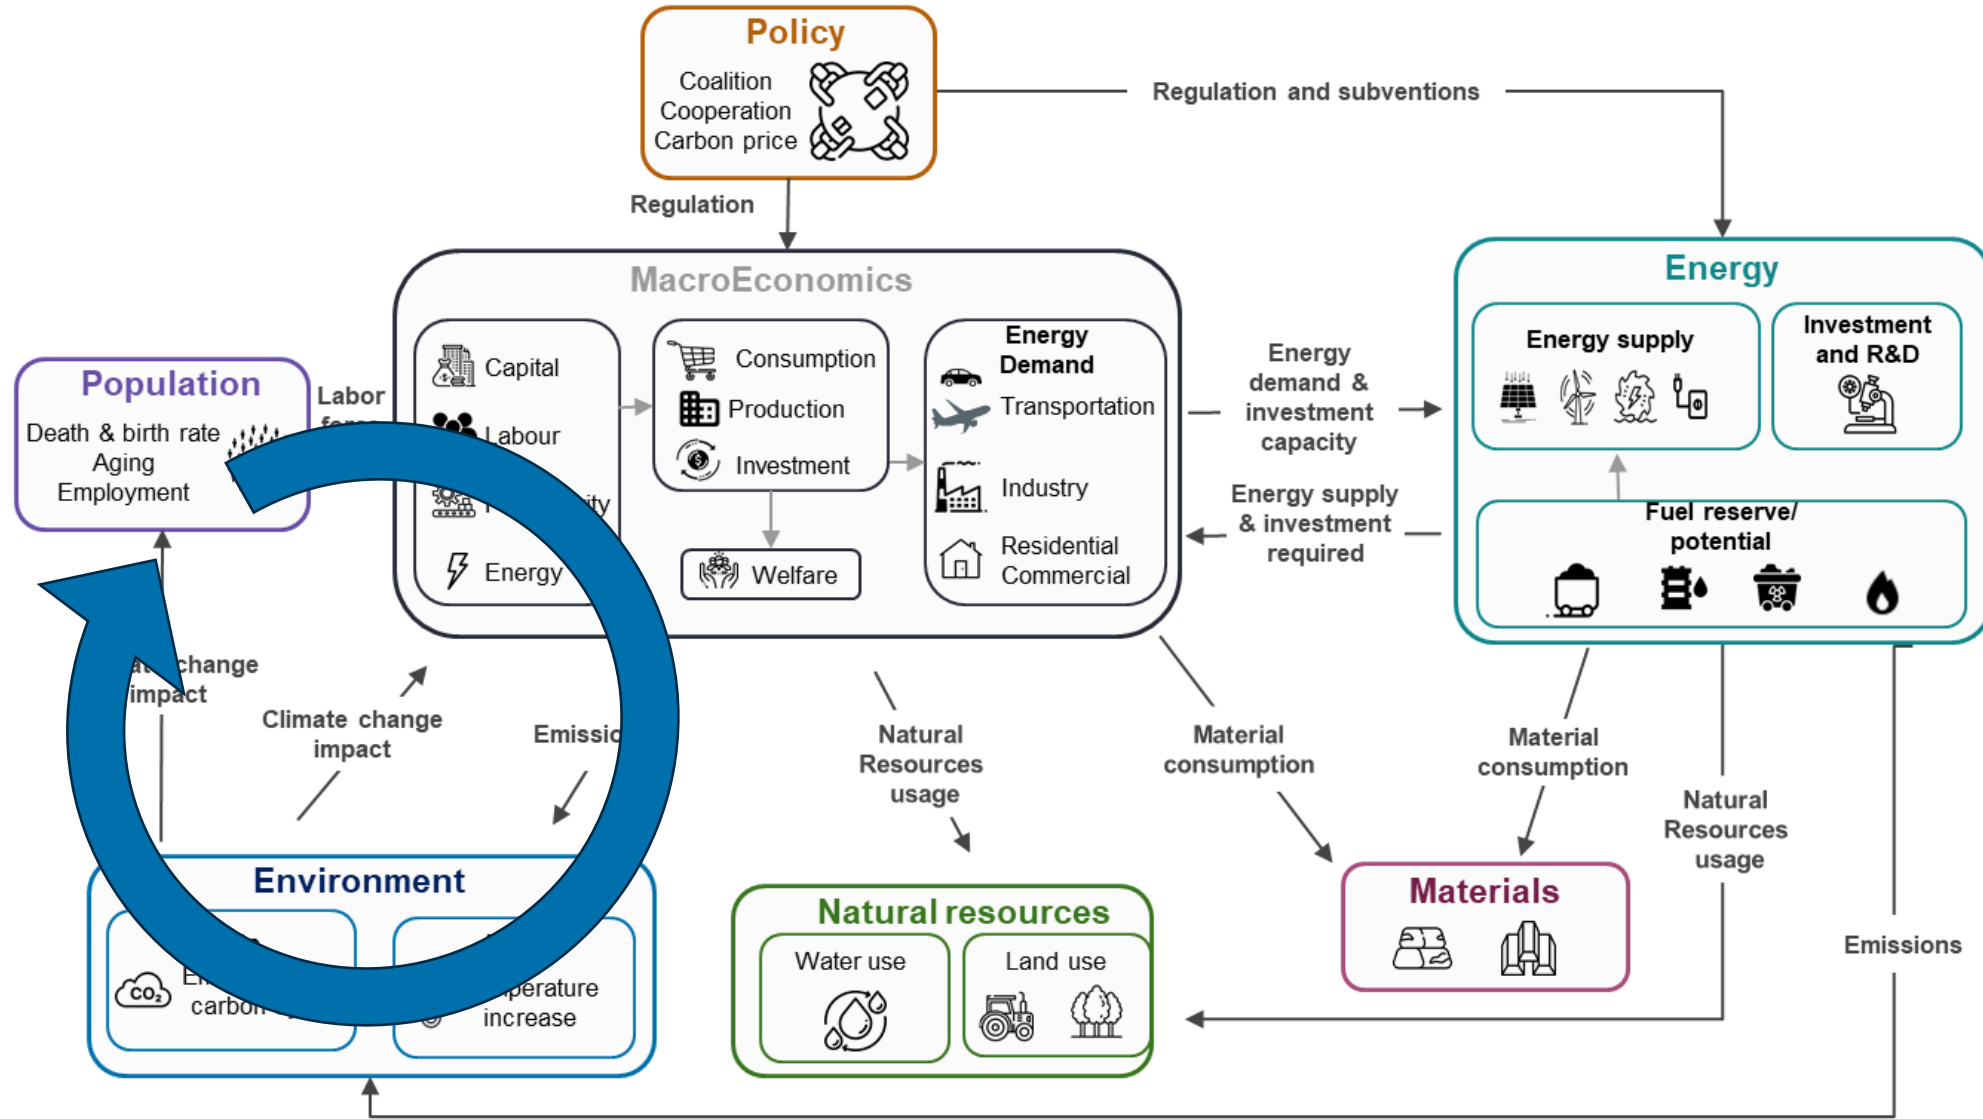 Policy
Coalition
Cooperation
Carbon price
Regulation and subventions
Regulation
MacroEconomics
Capital
Labour
Energy
Consumption
Production
Investment
Welfare
Energy
Demand
Transportation
Industry
Residential
Commercial
Energy
demand &
investment
capacity
Energy supply
& investment
required
Energy
Energy supply
Investment
and R&D
Fuel reserve/
potential
Population
Death & birth rate
Aging
Employment
Labor
change
impact
Climate change
impact
Natural
Resources
usage
Material
consumption
Material
consumption
Natural
Resources
usage
Emissions
Environment
CO₂
carbon
increase
Natural resources
Water use
Land use
Materials